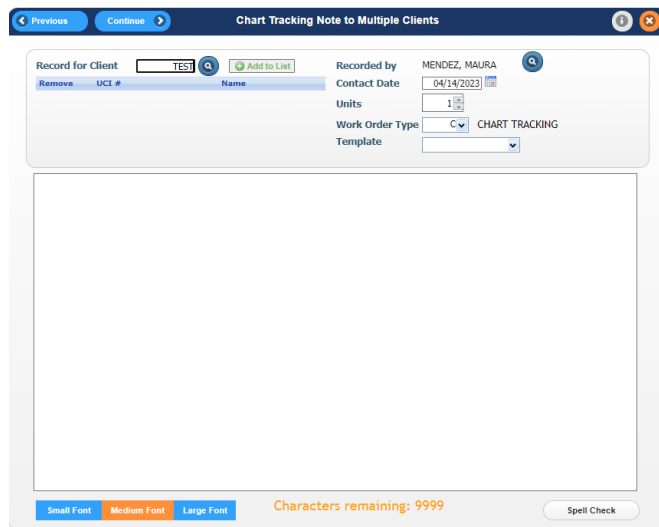 Previous Continue Chart Tracking Note to Multiple Clients
Record for Client TEST Add to List Recorded by MENDEZ, MAURA
Remove UCI # Name Contact Date 04/14/2023
Units 1
Work Order Type C CHART TRACKING
Template
Small Font Medium Font Large Font Characters remaining: 9999 Spell Check